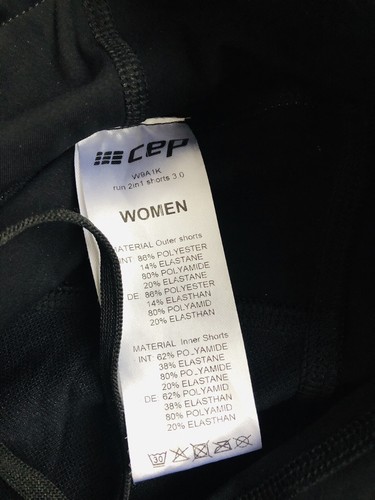 cep
W9A1K
run 2in1 shorts 3.0
WOMEN
MATERIAL Outer shorts
INT: 86% POLYESTER
14% ELASTANE
80% POLYAMIDE
20% ELASTANE
DE: 86% POLYESTER
14% ELASTHAN
80% POLYAMID
20% ELASTHAN
MATERIAL Inner Shorts
INT: 62% POLYAMIDE
38% ELASTANE
80% POLYAMIDE
20% ELASTANE
DE: 62% POLYAMID
38% ELASTHAN
80% POLYAMID
20% ELASTHAN
30